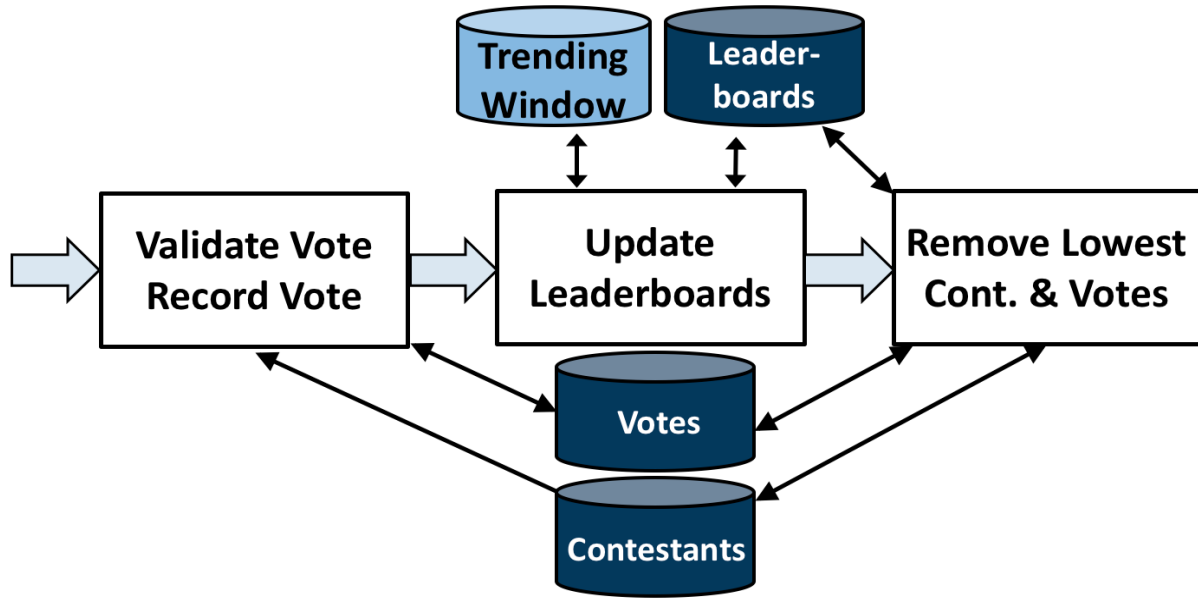 Trending
Window
Leader-
boards
Validate Vote
Record Vote
Update
Leaderboards
Remove Lowest
Cont. & Votes
Votes
Contestants